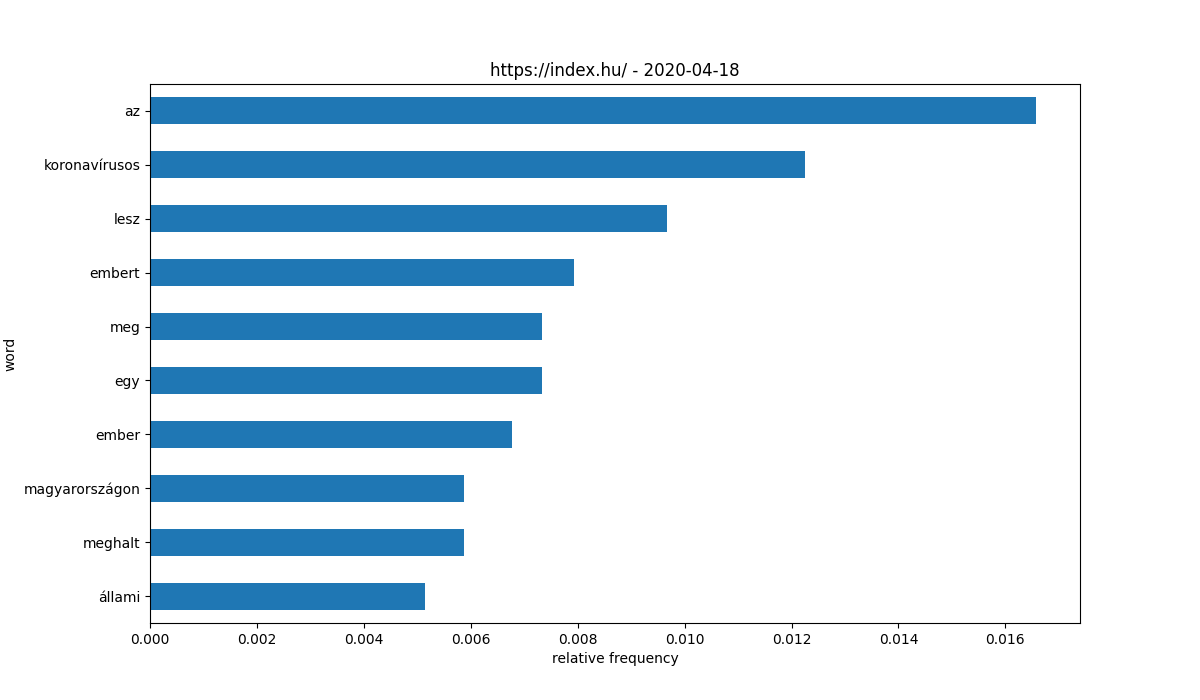 https://index.hu/ - 2020-04-18
word
az
koronavírusos
lesz
embert
meg
egy
ember
magyarországon
meghalt
állami
0.000 0.002 0.004 0.006 0.008 0.010 0.012 0.014 0.016
relative frequency